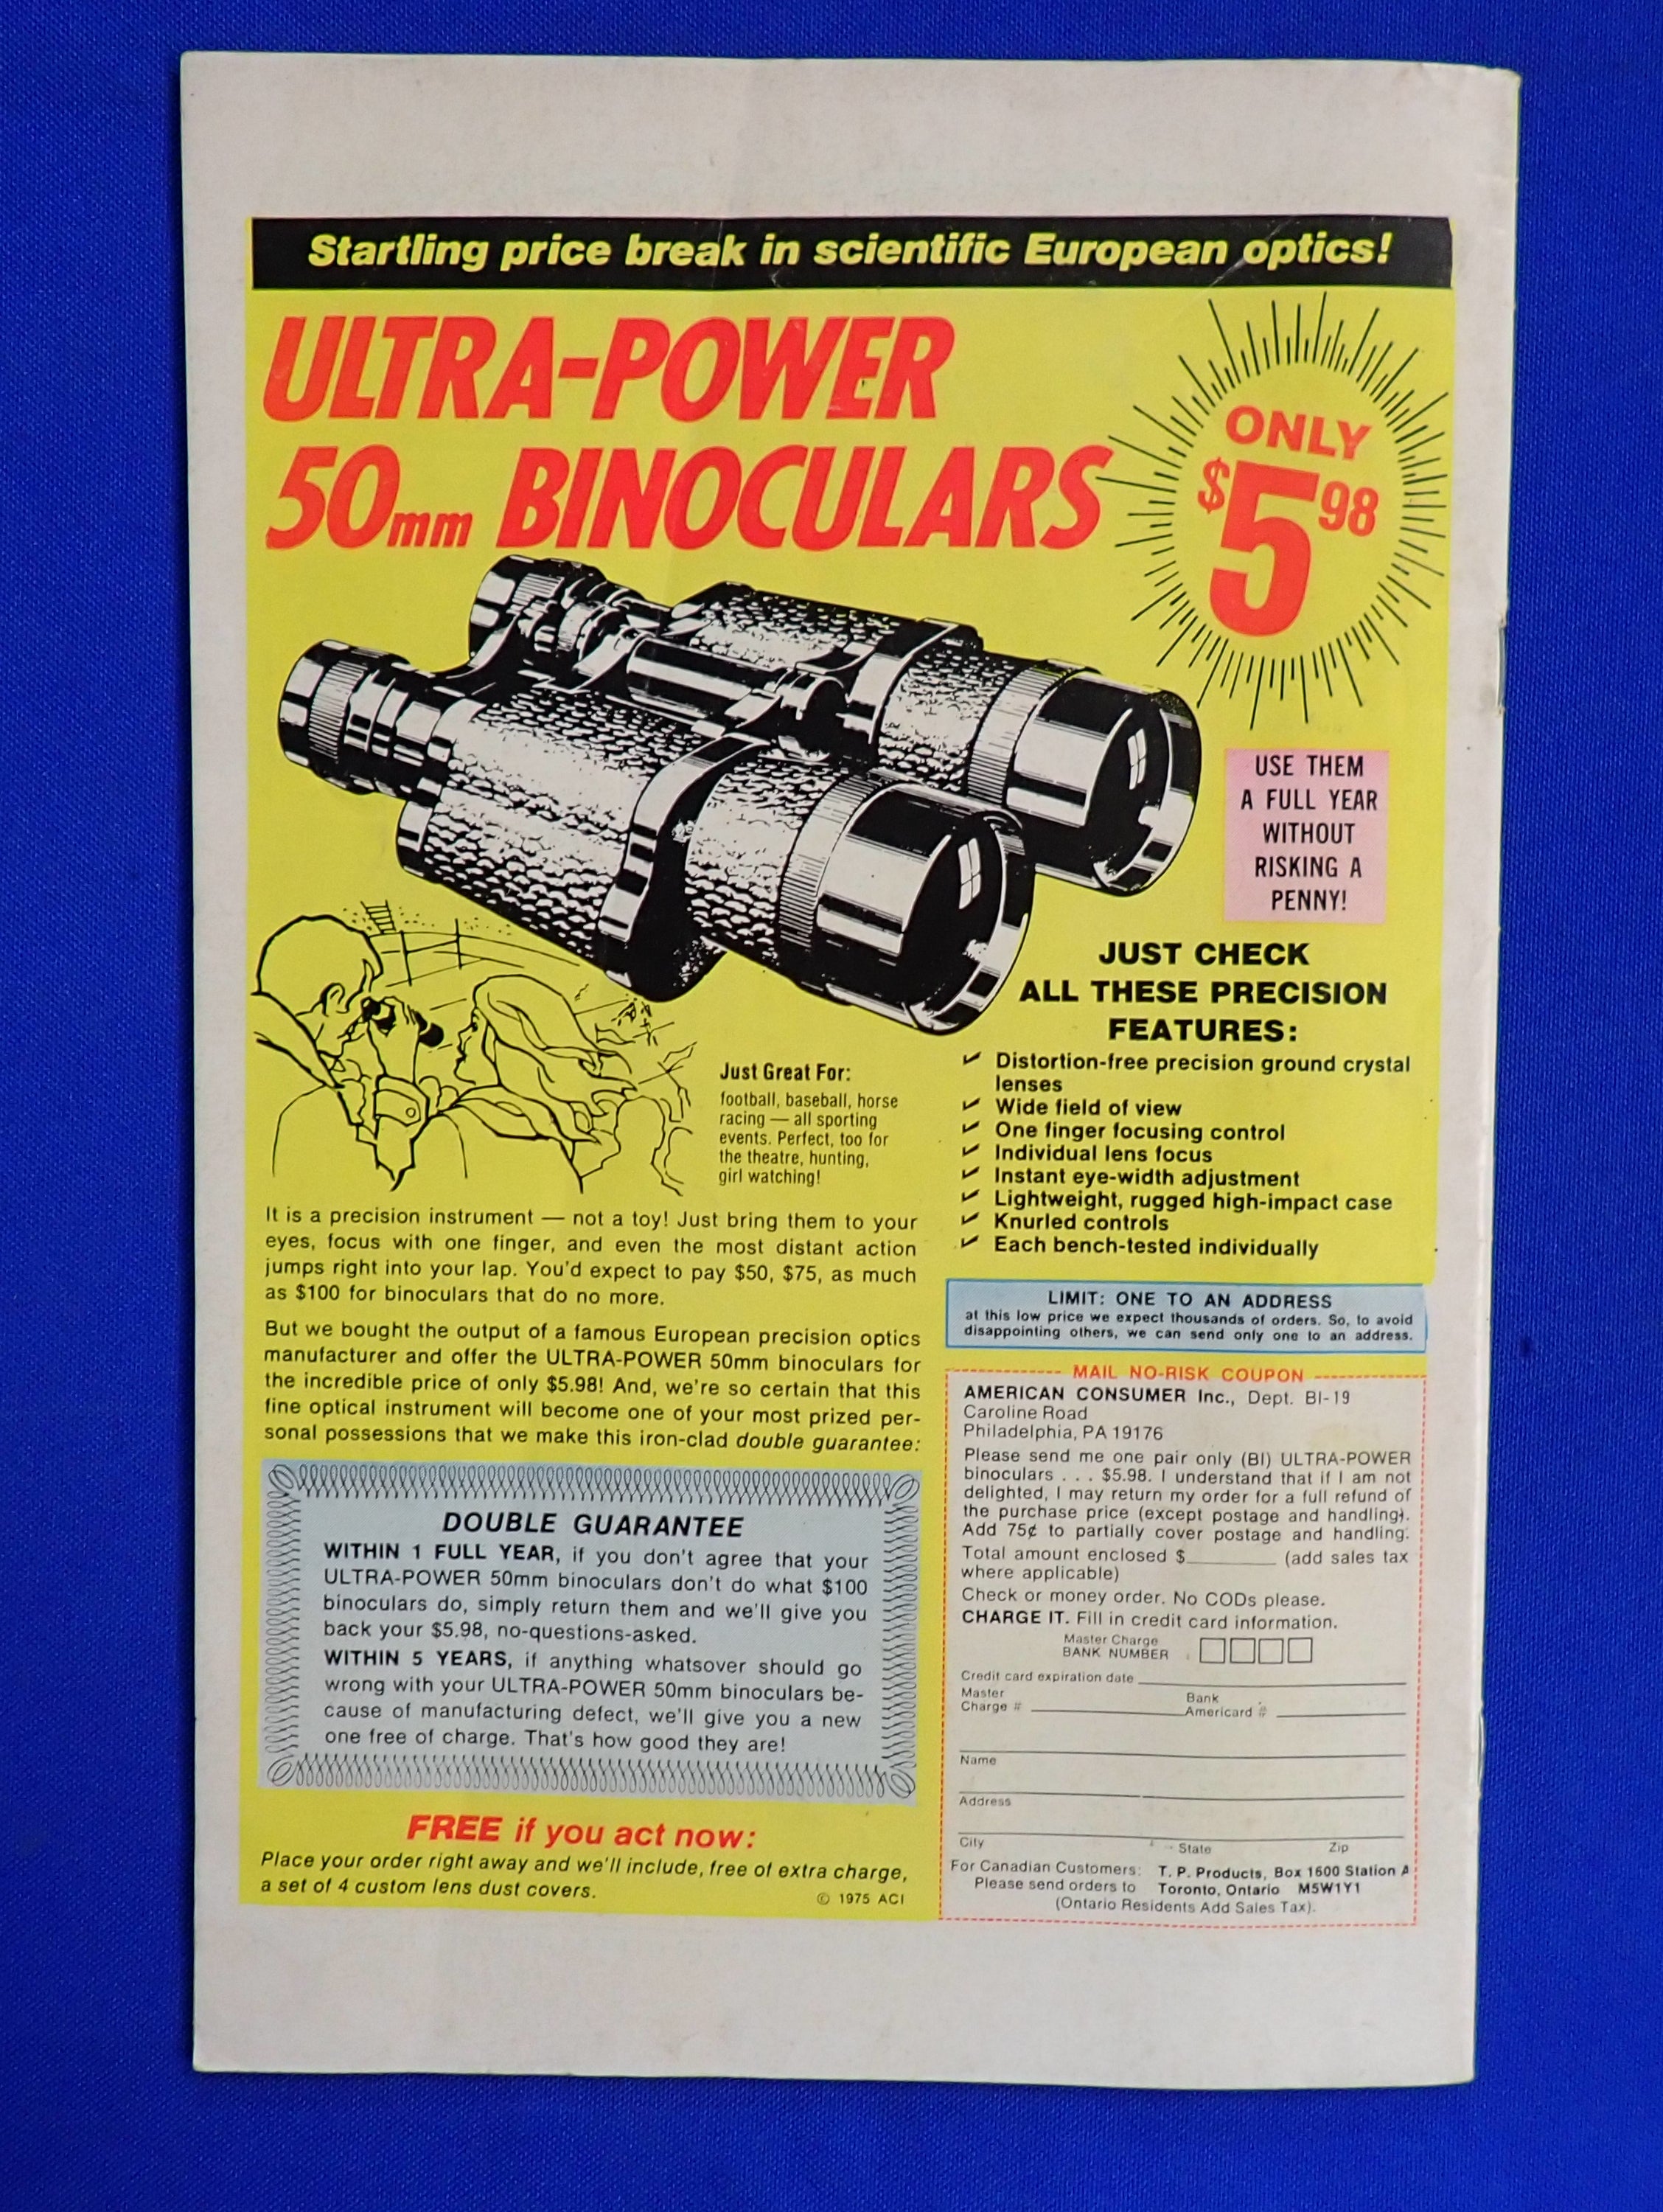 Startling price break in scientific European optics!
ULTRA-POWER
50mm BINOCULARS
ONLY
$5 98
USE THEM
A FULL YEAR
WITHOUT
RISKING A
PENNY!
JUST CHECK
ALL THESE PRECISION
FEATURES:
✓ Distortion-free precision ground crystal
lenses
✓ Wide field of view
✓ One finger focusing control
✓ Individual lens focus
✓ Instant eye-width adjustment
✓ Lightweight, rugged high-impact case
✓ Knurled controls
✓ Each bench-tested individually
Just Great For:
football, baseball, horse
racing — all sporting
events. Perfect, too for
the theatre, hunting,
girl watching!
It is a precision instrument — not a toy! Just bring them to your
eyes, focus with one finger, and even the most distant action
jumps right into your lap. You'd expect to pay $50, $75, as much
as $100 for binoculars that do no more.
But we bought the output of a famous European precision optics
manufacturer and offer the ULTRA-POWER 50mm binoculars for
the incredible price of only $5.98! And, we're so certain that this
fine optical instrument will become one of your most prized per-
sonal possessions that we make this iron-clad double guarantee:
DOUBLE GUARANTEE
WITHIN 1 FULL YEAR, if you don't agree that your
ULTRA-POWER 50mm binoculars don't do what $100
binoculars do, simply return them and we'll give you
back your $5.98, no-questions-asked.
WITHIN 5 YEARS, if anything whatsover should go
wrong with your ULTRA-POWER 50mm binoculars be-
cause of manufacturing defect, we'll give you a new
one free of charge. That's how good they are!
FREE if you act now:
Place your order right away and we'll include, free of extra charge,
a set of 4 custom lens dust covers.
© 1975 ACI
LIMIT: ONE TO AN ADDRESS
at this low price we expect thousands of orders. So, to avoid
disappointing others, we can send only one to an address.
MAIL NO-RISK COUPON
AMERICAN CONSUMER Inc., Dept. BI-19
Caroline Road
Philadelphia, PA 19176
Please send me one pair only (BI) ULTRA-POWER
binoculars . . . $5.98. I understand that if I am not
delighted, I may return my order for a full refund of
the purchase price (except postage and handling).
Add 75¢ to partially cover postage and handling.
Total amount enclosed $________ (add sales tax
where applicable)
Check or money order. No CODs please.
CHARGE IT. Fill in credit card information.
Master Charge
BANK NUMBER
Credit card expiration date
Master Charge #
Bank Americard #
Name
Address
City State Zip
For Canadian Customers: T. P. Products, Box 1600 Station A
Please send orders to Toronto, Ontario M5W1Y1
(Ontario Residents Add Sales Tax).